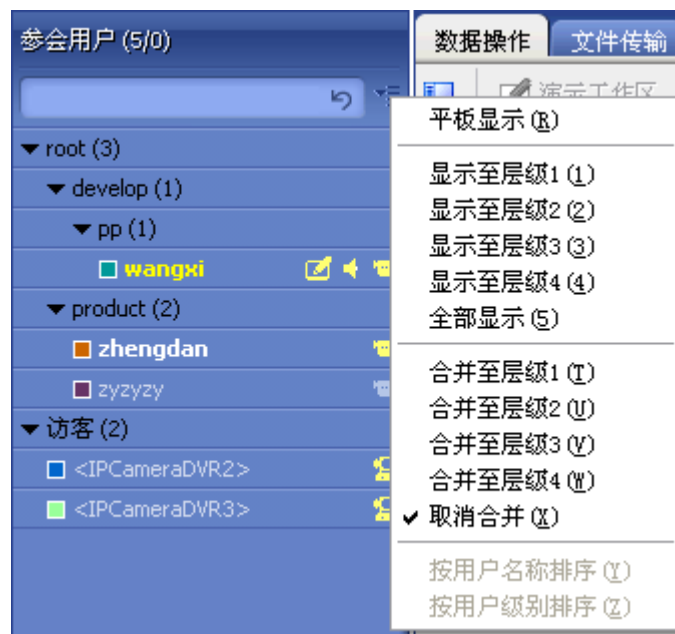 参会用户 (5/0)
数据操作 文件传输
演示工作区
root (3)
develop (1)
pp (1)
wangxi
product (2)
zhengdan
zyzyzy
访客 (2)
<IPCameraDVR2>
<IPCameraDVR3>
平板显示(R)
显示至层级1(1)
显示至层级2(2)
显示至层级3(3)
显示至层级4(4)
全部显示(5)
合并至层级1(T)
合并至层级2(U)
合并至层级3(V)
合并至层级4(W)
取消合并(X)
按用户名称排序(Y)
按用户级别排序(Z)